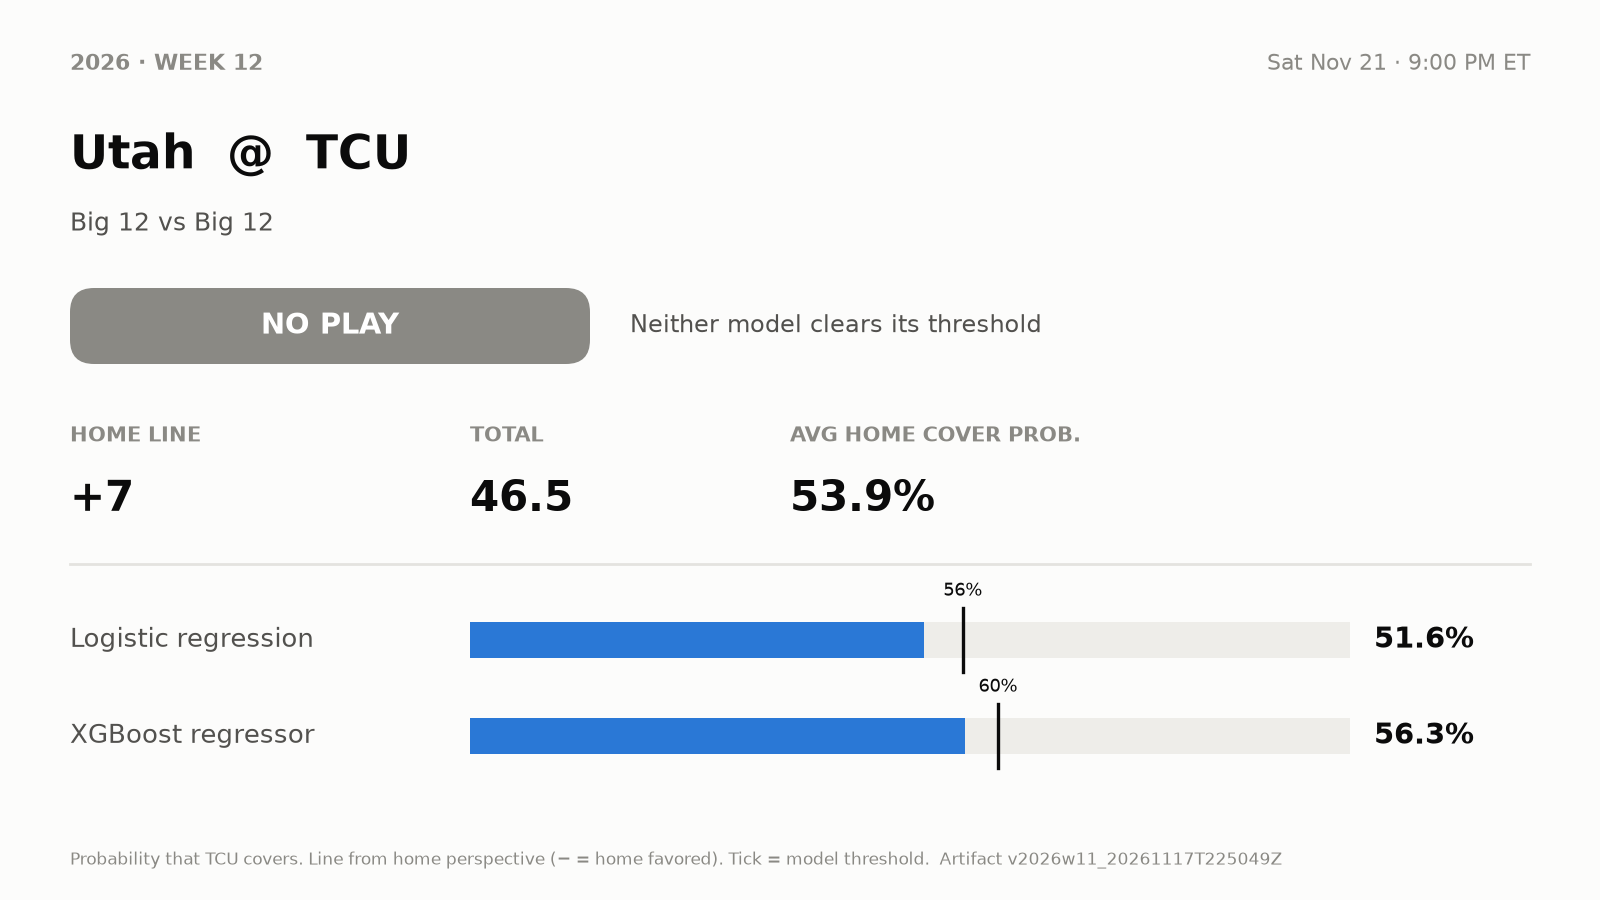 2026 · WEEK 12
Sat Nov 21 · 9:00 PM ET
Utah @ TCU
Big 12 vs Big 12
NO PLAY
Neither model clears its threshold
HOME LINE
TOTAL
AVG HOME COVER PROB.
+7
46.5
53.9%
56%
Logistic regression
51.6%
60%
XGBoost regressor
56.3%
Probability that TCU covers. Line from home perspective (− = home favored). Tick = model threshold. Artifact v2026w11_20261117T225049Z